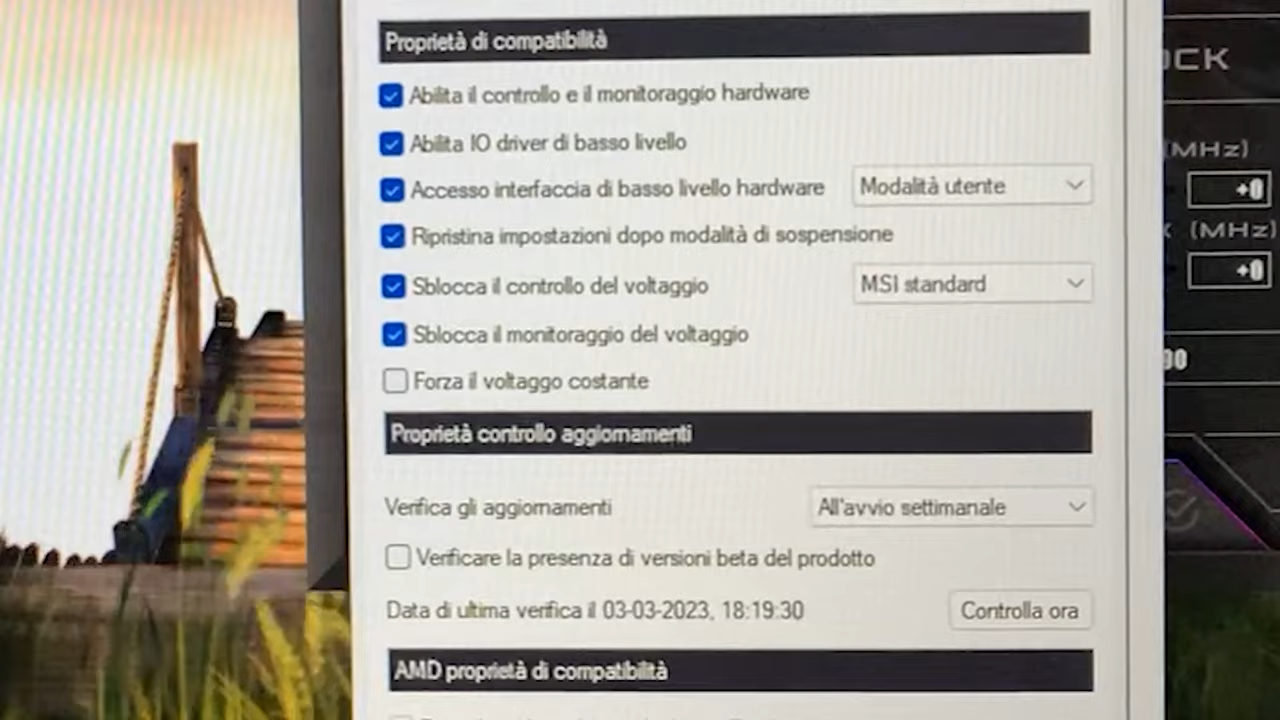 Proprietà di compatibilità
Abilita il controllo e il monitoraggio hardware
Abilita IO driver di basso livello
Accesso interfaccia di basso livello hardware
Modalità utente
Ripristina impostazioni dopo modalità di sospensione
Sblocca il controllo del voltaggio
MSI standard
Sblocca il monitoraggio del voltaggio
Forza il voltaggo costante
Proprietà controllo aggiornamenti
Verifica gli aggiornamenti
All'avvio settimanale
Verificare la presenza di versioni beta del prodotto
Data di ultima verifica il 03-03-2023, 18:19:30
Controlla ora
AMD proprietà di compatibilità
(MHz)
+0
(MHz)
+0